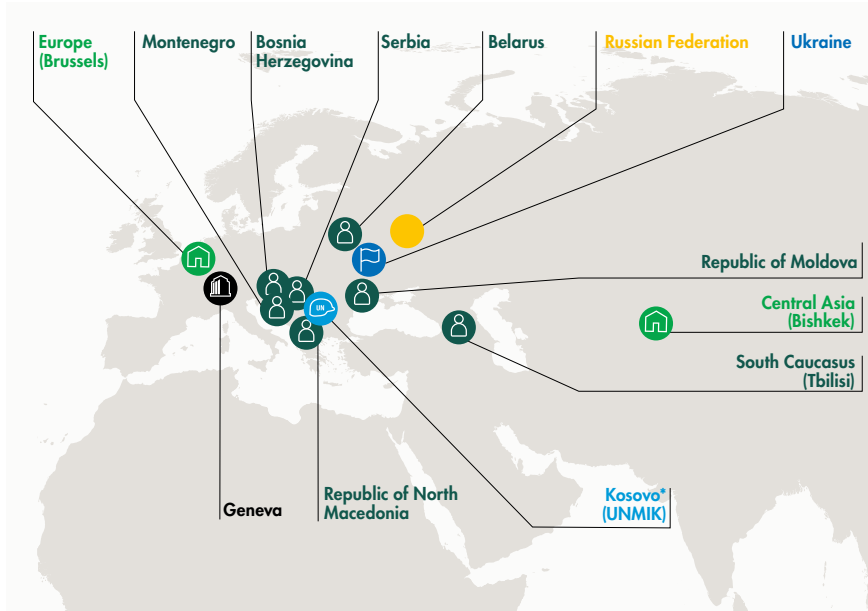 Europe
(Brussels)
Montenegro
Bosnia
Herzegovina
Serbia
Belarus
Russian Federation
Ukraine
Republic of Moldova
Central Asia
(Bishkek)
South Caucasus
(Tbilisi)
UN
Geneva
Republic of North
Macedonia
Kosovo*
(UNMIK)